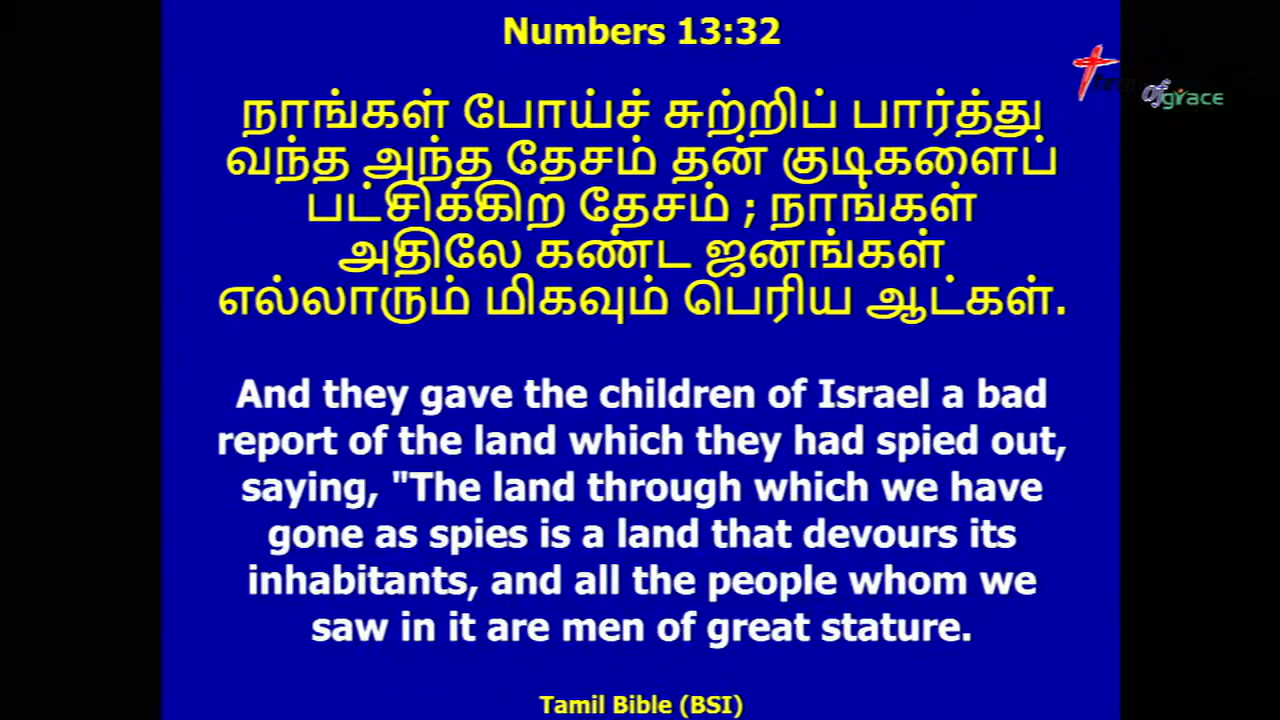 Numbers 13:32
நாங்கள் போய்ச் சுற்றிப் பார்த்து
வந்த அந்த தேசம் தன் குடிகளைப்
பட்சிக்கிற தேசம் ; நாங்கள்
அதிலே கண்ட ஜனங்கள்
எல்லாரும் மிகவும் பெரிய ஆட்கள்.
And they gave the children of Israel a bad
report of the land which they had spied out,
saying, "The land through which we have
gone as spies is a land that devours its
inhabitants, and all the people whom we
saw in it are men of great stature.
Tamil Bible (BSI)
of grace